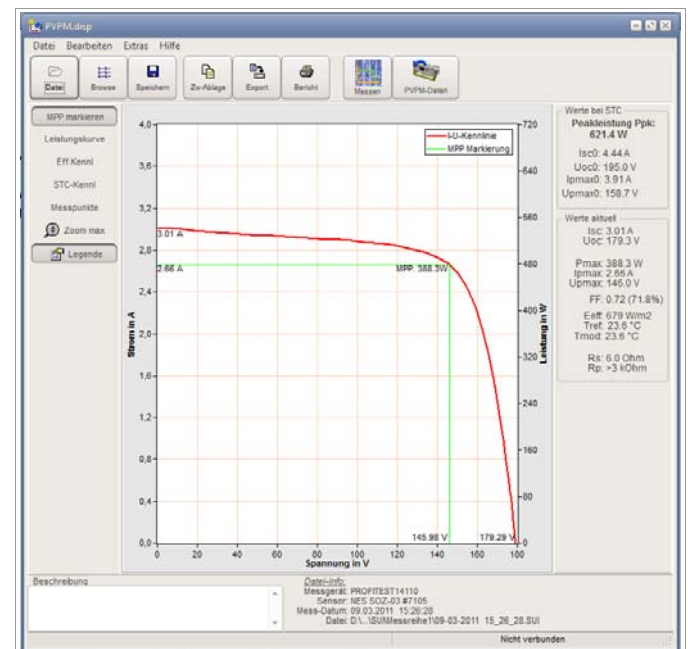 PVPM.disp
Datei Bearbeiten Extras Hilfe
Datei Browse Speichern Zw-Ablage Export Bericht Messen PVPM-Daten
MPP markieren
Leistungskurve
Eff.Kennl
STC-Kennl
Messpunkte
Zoom max
Legende
I-U-Kennlinie
MPP Markierung
4,0
3,6
3,2
2,8
2,4
2,0
1,6
1,2
0,8
0,4
0,0
Strom in A
3.01 A
2.66 A
MPP: 388.3W
145.98 V
179.29 V
0 20 40 60 80 100 120 140 160 180
Spannung in V
720
640
560
480
400
320
240
160
80
0
Leistung in W
Werte bei STC
Peakleistung Ppk:
621.4 W
Isc0: 4.44 A
Uoc0: 195.0 V
Ipmax0: 3.91 A
Upmax0: 158.7 V
Werte aktuell
Isc: 3.01 A
Uoc: 179.3 V
Pmax: 388.3 W
Ipmax: 2.66 A
Upmax: 146.0 V
FF: 0.72 (71.8%)
Eeff: 679 W/m2
Tref: 23.6 °C
Tmod: 23.6 °C
Rs: 6.0 Ohm
Rp: >3 kOhm
Beschreibung
Datei-Info:
Messgerät: PROFITEST14110
Sensor: NES SOZ-03 #7105
Mess-Datum: 09.03.2011 15:26:28
Datei: D:\...\SUIMessreihe1\09-03-2011 15_26_28.SUI
Nicht verbunden